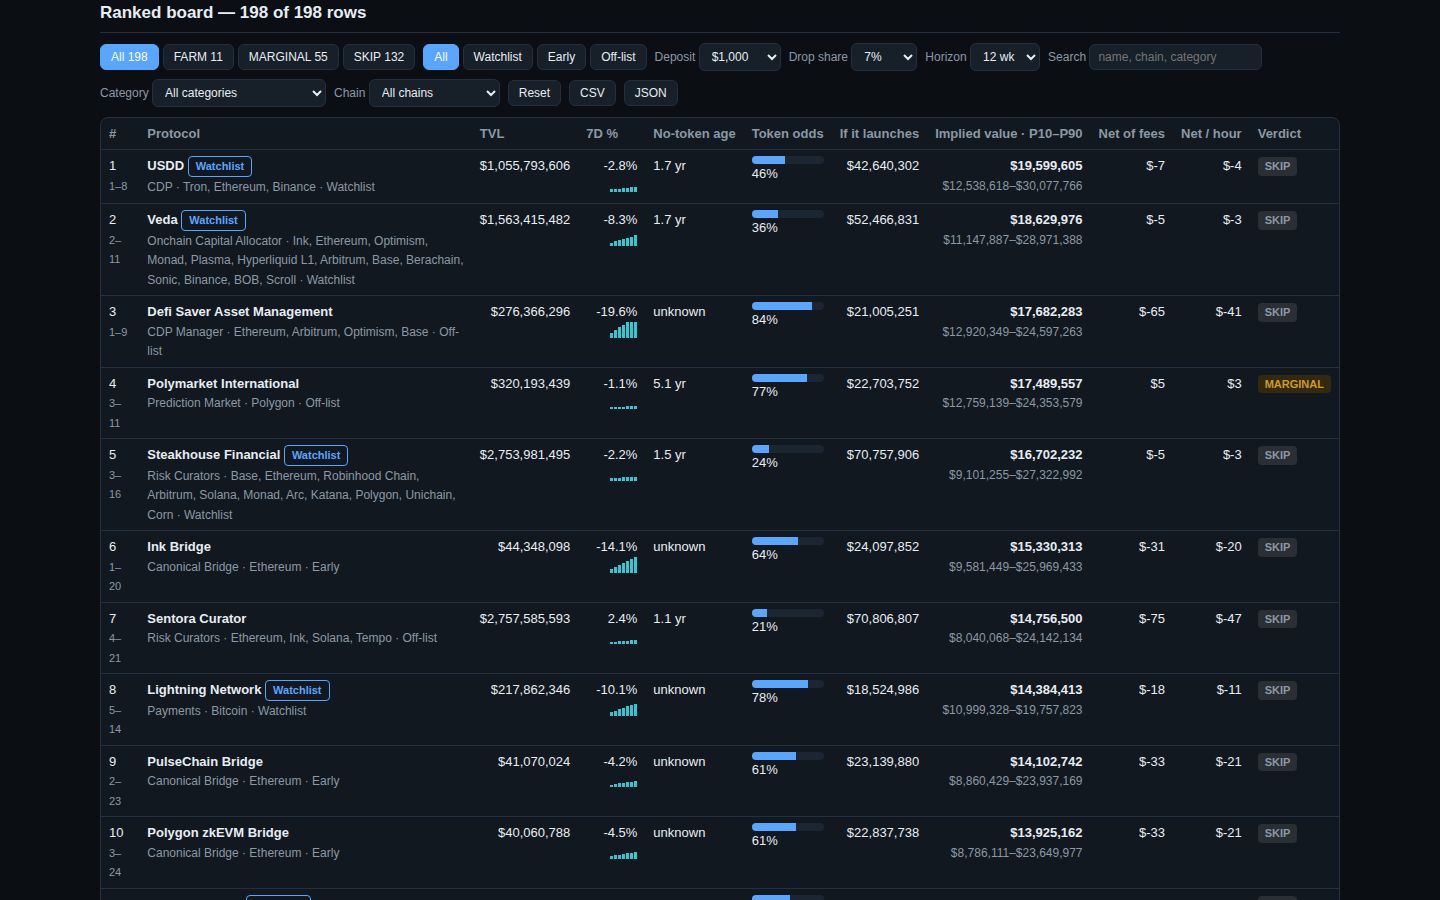 Ranked board — 198 of 198 rows
All 198 FARM 11 MARGINAL 55 SKIP 132 All Watchlist Early Off-list Deposit $1,000 Drop share 7% Horizon 12 wk Search name, chain, category
Category All categories Chain All chains Reset CSV JSON
# Protocol TVL 7D % No-token age Token odds If it launches Implied value · P10–P90 Net of fees Net / hour Verdict
1 USDD Watchlist $1,055,793,606 -2.8% 1.7 yr 46% $42,640,302 $19,599,605 $-7 $-4 SKIP
1–8 CDP · Tron, Ethereum, Binance · Watchlist $12,538,618–$30,077,766
2 Veda Watchlist $1,563,415,482 -8.3% 1.7 yr 36% $52,466,831 $18,629,976 $-5 $-3 SKIP
2– Onchain Capital Allocator · Ink, Ethereum, Optimism, $11,147,887–$28,971,388
11 Monad, Plasma, Hyperliquid L1, Arbitrum, Base, Berachain,
Sonic, Binance, BOB, Scroll · Watchlist
3 Defi Saver Asset Management $276,366,296 -19.6% unknown 84% $21,005,251 $17,682,283 $-65 $-41 SKIP
1–9 CDP Manager · Ethereum, Arbitrum, Optimism, Base · Off- $12,920,349–$24,597,263
list
4 Polymarket International $320,193,439 -1.1% 5.1 yr 77% $22,703,752 $17,489,557 $5 $3 MARGINAL
3– Prediction Market · Polygon · Off-list $12,759,139–$24,353,579
11
5 Steakhouse Financial Watchlist $2,753,981,495 -2.2% 1.5 yr 24% $70,757,906 $16,702,232 $-5 $-3 SKIP
3– Risk Curators · Base, Ethereum, Robinhood Chain, $9,101,255–$27,322,992
16 Arbitrum, Solana, Monad, Arc, Katana, Polygon, Unichain,
Corn · Watchlist
6 Ink Bridge $44,348,098 -14.1% unknown 64% $24,097,852 $15,330,313 $-31 $-20 SKIP
1– Canonical Bridge · Ethereum · Early $9,581,449–$25,969,433
20
7 Sentora Curator $2,757,585,593 2.4% 1.1 yr 21% $70,806,807 $14,756,500 $-75 $-47 SKIP
4– Risk Curators · Ethereum, Ink, Solana, Tempo · Off-list $8,040,068–$24,142,134
21
8 Lightning Network Watchlist $217,862,346 -10.1% unknown 78% $18,524,986 $14,384,413 $-18 $-11 SKIP
5– Payments · Bitcoin · Watchlist $10,999,328–$19,757,823
14
9 PulseChain Bridge $41,070,024 -4.2% unknown 61% $23,139,880 $14,102,742 $-33 $-21 SKIP
2– Canonical Bridge · Ethereum · Early $8,860,429–$23,937,169
23
10 Polygon zkEVM Bridge $40,060,788 -4.5% unknown 61% $22,837,738 $13,925,162 $-33 $-21 SKIP
3– Canonical Bridge · Ethereum · Early $8,786,111–$23,649,977
24